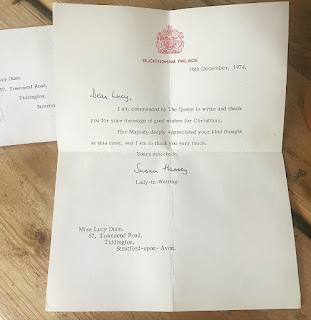 BUCKINGHAM PALACE
16th December, 1974.
Dear Lucy,
I am commanded by The Queen to write and thank
you for your message of good wishes for Christmas.
Her Majesty deeply appreciated your kind thought
at this time, and I am to thank you very much.
Yours sincerely,
Susan Hussey
Lady-in-Waiting.
Miss Lucy Dunn,
57, Townsend Road,
Tiddington,
Stratford-upon-Avon.
Dunn,
57, Townsend Road,
Tiddington,
Stratford-